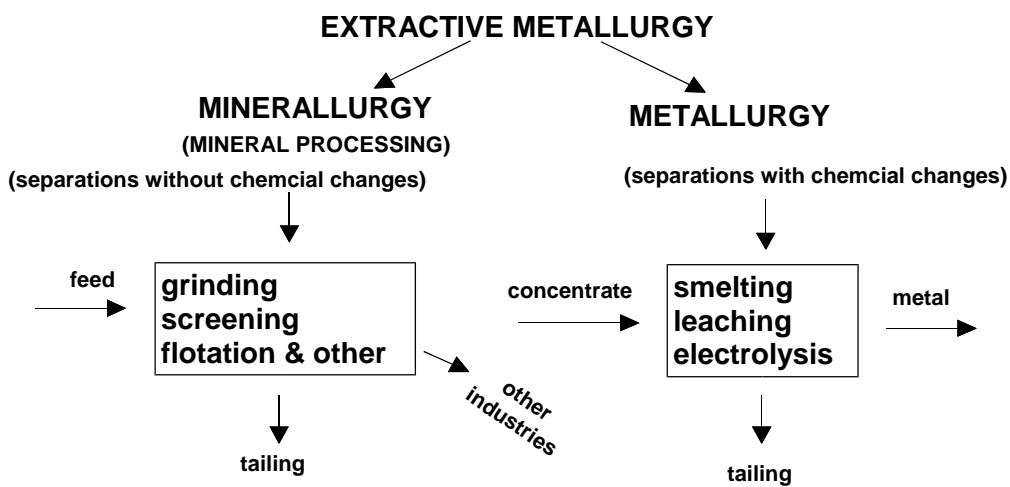 EXTRACTIVE METALLURGY
MINERALLURGY
(MINERAL PROCESSING)
(separations without chemcial changes)
METALLURGY
(separations with chemcial changes)
feed
grinding
screening
flotation & other
other
industries
tailing
concentrate
smelting
leaching
electrolysis
metal
tailing